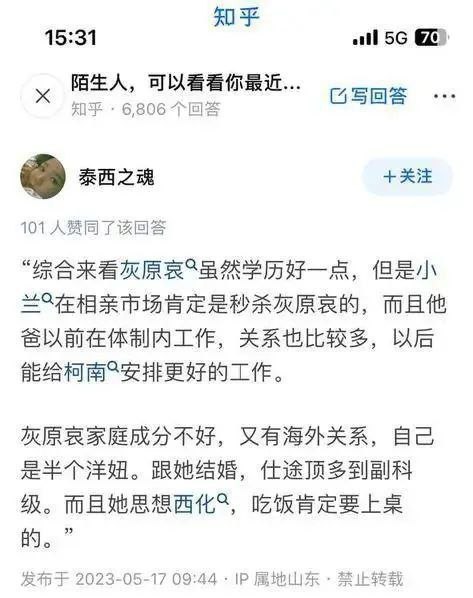 知乎
15:31
5G 70
陌生人，可以看看你最近...
知乎 · 6,806 个回答
写回答
泰西之魂
+关注
101 人赞同了该回答
“综合来看灰原哀虽然学历好一点，但是小
兰在相亲市场肯定是秒杀灰原哀的，而且他
爸以前在体制内工作，关系也比较多，以后
能给柯南安排更好的工作。
灰原哀家庭成分不好，又有海外关系，自己
是半个洋妞。跟她结婚，仕途顶多到副科
级。而且她思想西化，吃饭肯定要上桌
的。”
发布于 2023-05-17 09:44 · IP 属地山东 · 禁止转载